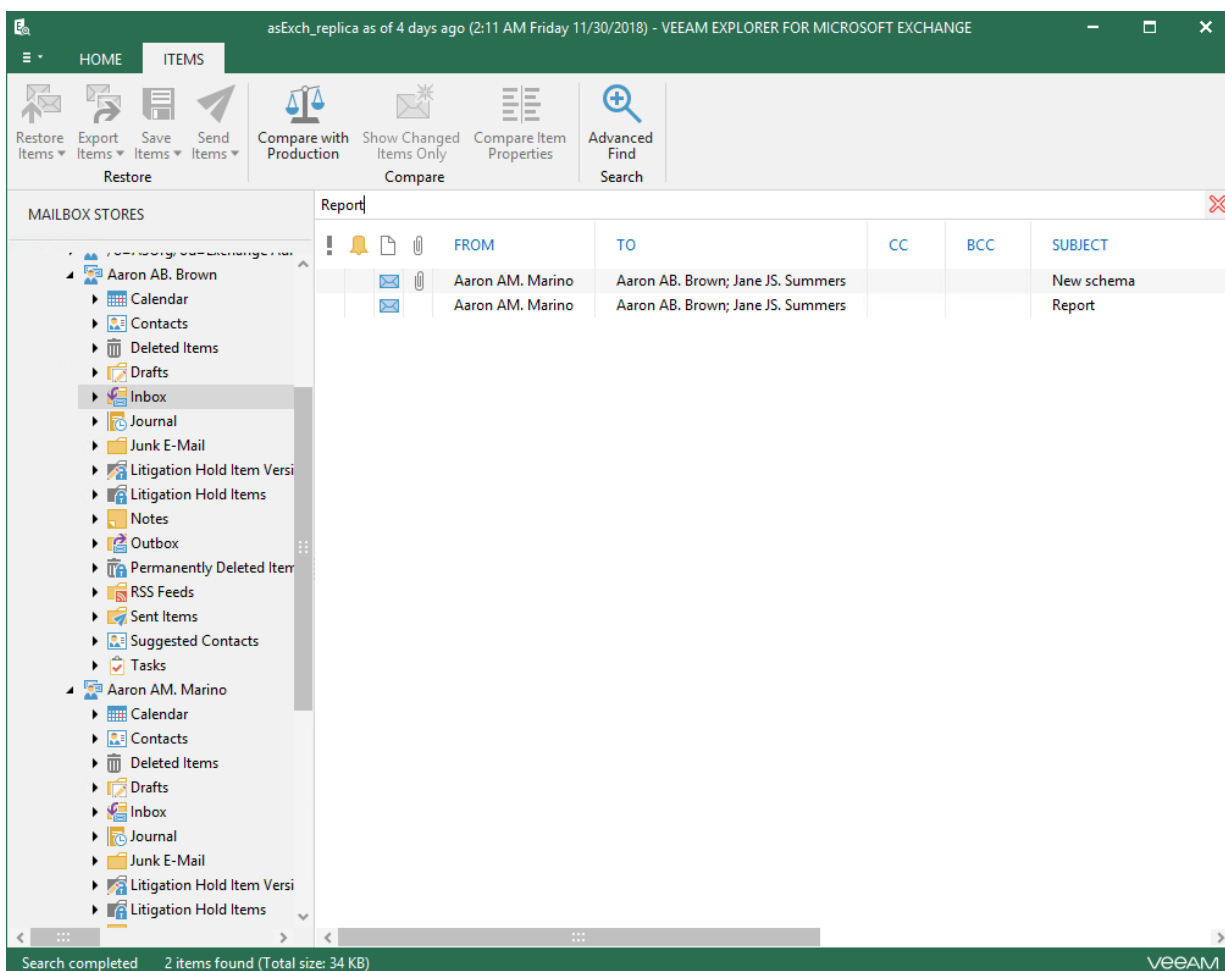 asExch_replica as of 4 days ago (2:11 AM Friday 11/30/2018) - VEEAM EXPLORER FOR MICROSOFT EXCHANGE
HOME ITEMS
Restore Items
Export Items
Save Items
Send Items
Restore
Compare with Production
Show Changed Items Only
Compare Item Properties
Compare
Advanced Find
Search
MAILBOX STORES
Aaron AB. Brown
Calendar
Contacts
Deleted Items
Drafts
Inbox
Journal
Junk E-Mail
Litigation Hold Item Versi
Litigation Hold Items
Notes
Outbox
Permanently Deleted Item
RSS Feeds
Sent Items
Suggested Contacts
Tasks
Aaron AM. Marino
Calendar
Contacts
Deleted Items
Drafts
Inbox
Journal
Junk E-Mail
Litigation Hold Item Versi
Litigation Hold Items
Report
FROM TO CC BCC SUBJECT
Aaron AM. Marino Aaron AB. Brown; Jane JS. Summers New schema
Aaron AM. Marino Aaron AB. Brown; Jane JS. Summers Report
Search completed 2 items found (Total size: 34 KB) veeam